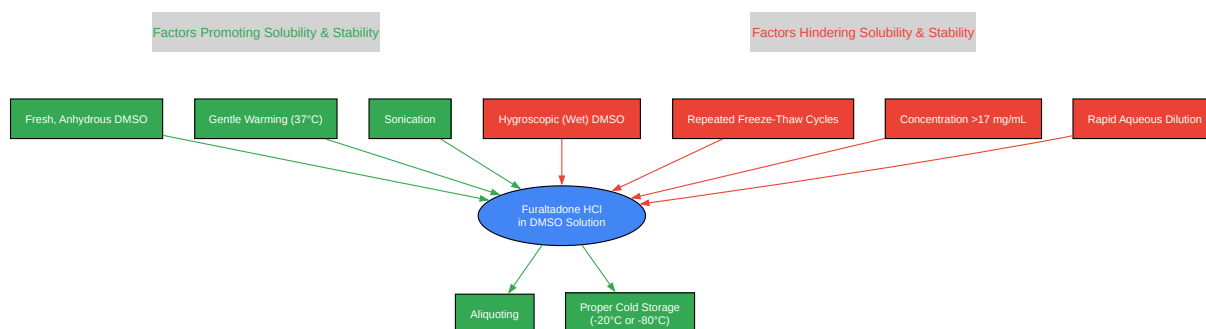 Factors Promoting Solubility & Stability
Factors Hindering Solubility & Stability
Fresh, Anhydrous DMSO
Gentle Warming (37°C)
Sonication
Hygroscopic (Wet) DMSO
Repeated Freeze-Thaw Cycles
Concentration >17 mg/mL
Rapid Aqueous Dilution
Furaltadone HCl
in DMSO Solution
Aliquoting
Proper Cold Storage
(-20°C or -80°C)